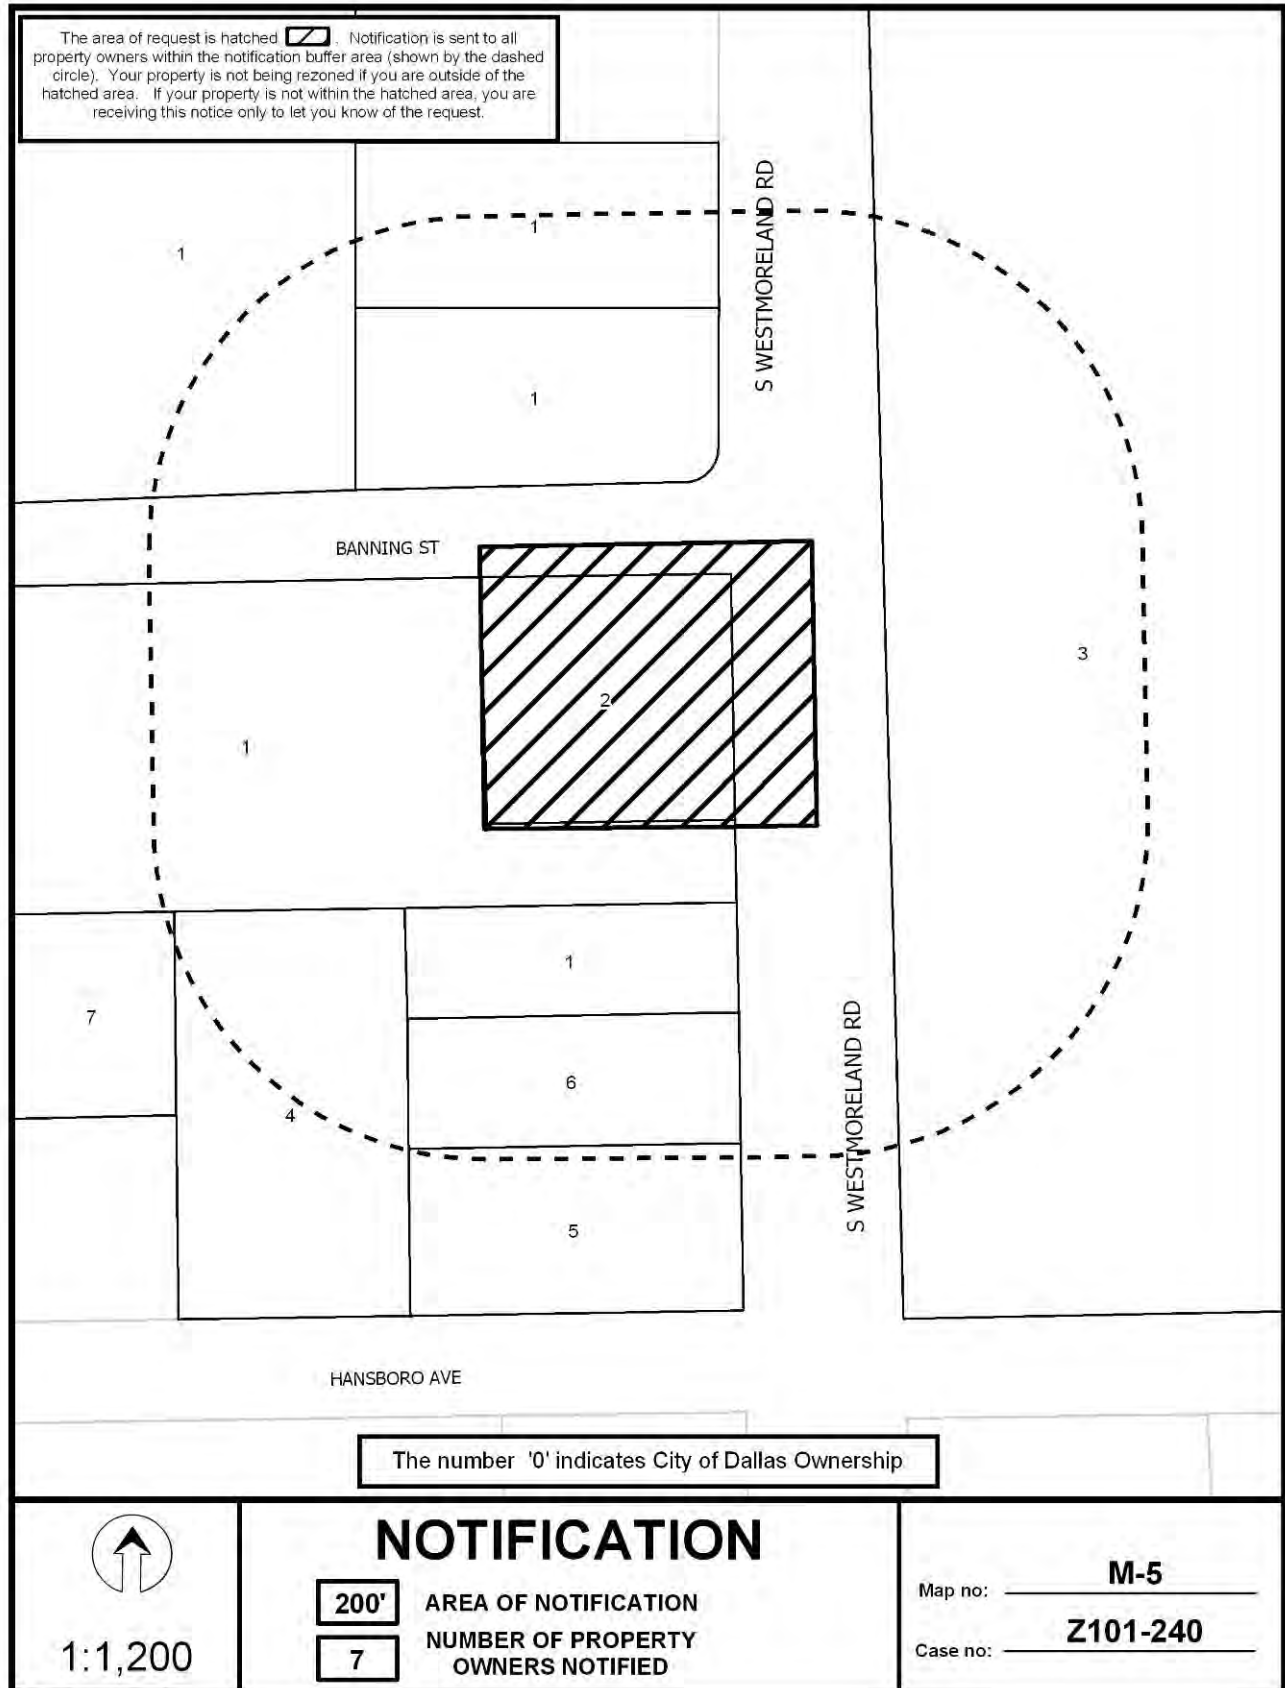 The area of request is hatched . Notification is sent to all
property owners within the notification buffer area (shown by the dashed
circle). Your property is not being rezoned if you are outside of the
hatched area. If your property is not within the hatched area, you are
receiving this notice only to let you know of the request.
S WESTMORELAND RD
1
1
1
BANNING ST
3
2
1
1
7
6
4
S WESTMORELAND RD
5
HANSBORO AVE
The number '0' indicates City of Dallas Ownership
1:1,200
NOTIFICATION
200' AREA OF NOTIFICATION
7 NUMBER OF PROPERTY
OWNERS NOTIFIED
Map no: M-5
Case no: Z101-240